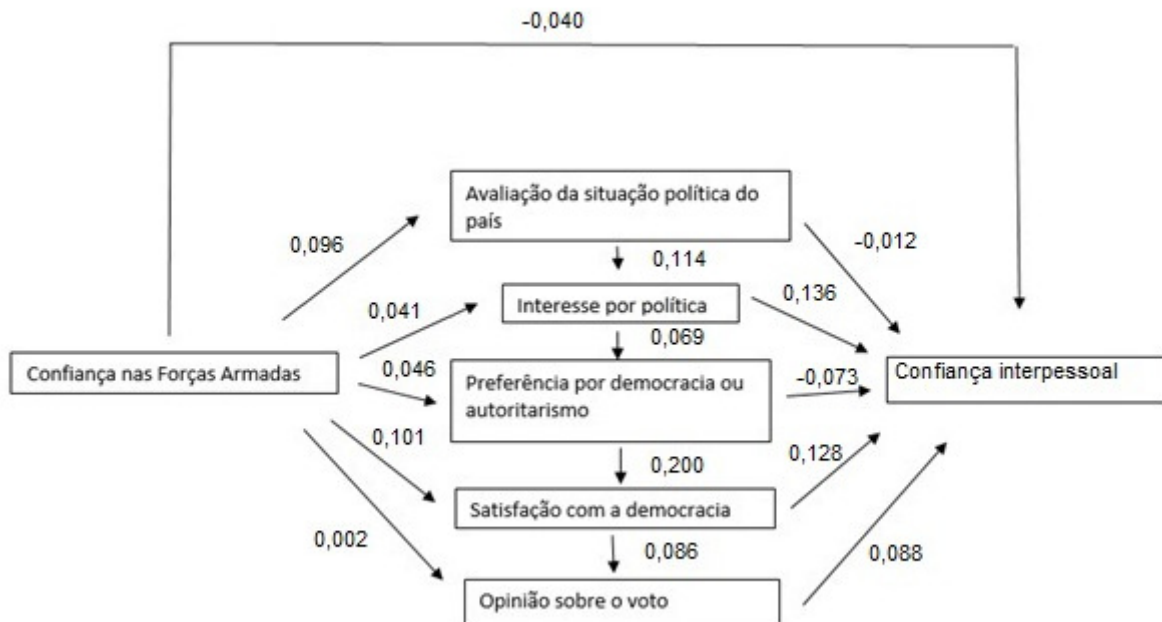 -0,040
Avaliação da situação política do
país
0,096
-0,012
0,114
Interesse por política
0,041
0,136
0,069
Confiança nas Forças Armadas
0,046
Preferência por democracia ou
autoritarismo
-0,073
Confiança interpessoal
0,101
0,200
0,128
Satisfação com a democracia
0,002
0,086
0,088
Opinião sobre o voto